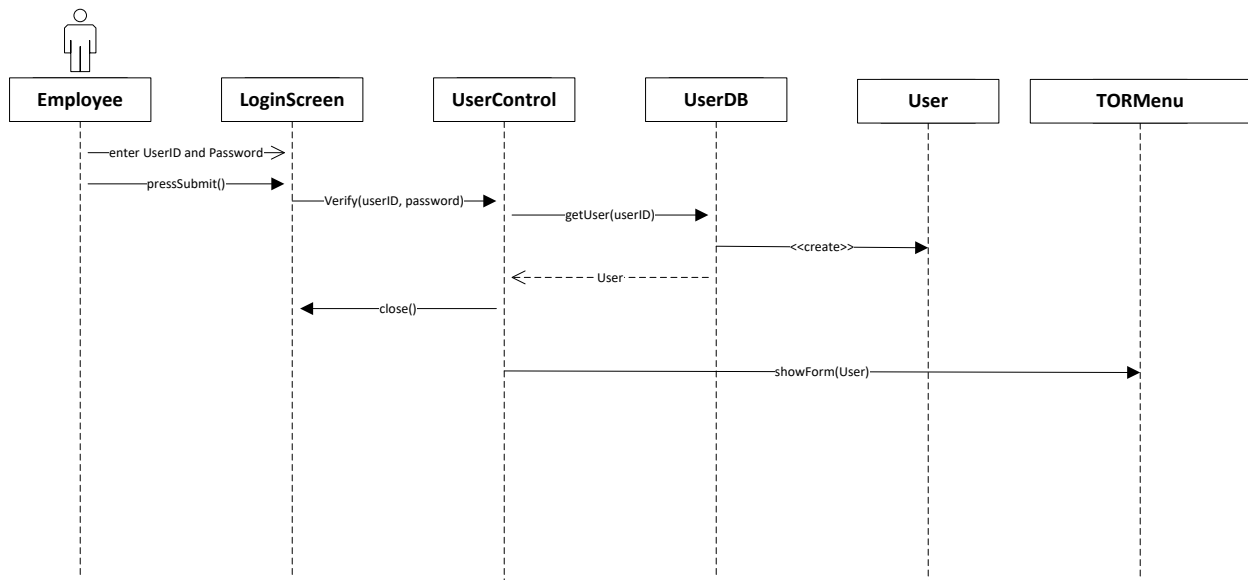 Employee
LoginScreen
UserControl
UserDB
User
TORMenu
enter UserID and Password
pressSubmit()
Verify(userID, password)
getUser(userID)
<<create>>
User
close()
showForm(User)